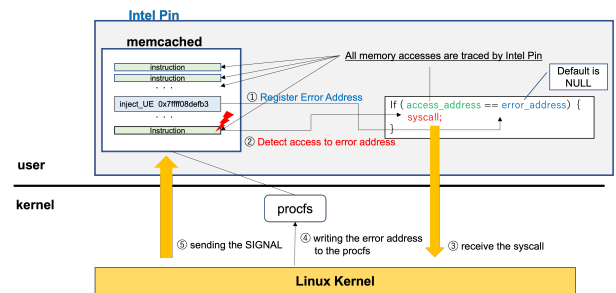 Intel Pin
memcached
instruction
instruction
. . .
inject_UE 0x7ffff08defb3
. . .
Instruction
All memory accesses are traced by Intel Pin
Default is
NULL
① Register Error Address
If ( access_address == error_address) {
syscall;
}
② Detect access to error address
user
kernel
procfs
⑤ sending the SIGNAL
④ writing the error address
to the procfs
③ receive the syscall
Linux Kernel